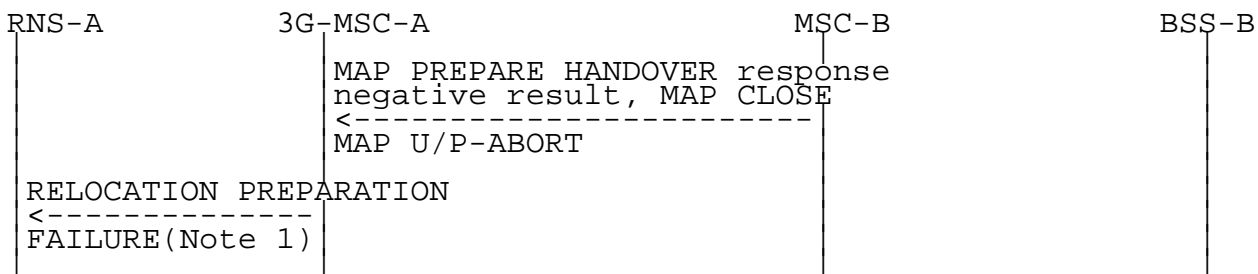 RNS-A 3G-MSC-A MSC-B BSS-B
MAP PREPARE HANDOVER response
negative result, MAP CLOSE
<-------------------------
MAP U/P-ABORT
RELOCATION PREPARATION
<--------------
FAILURE(Note 1)